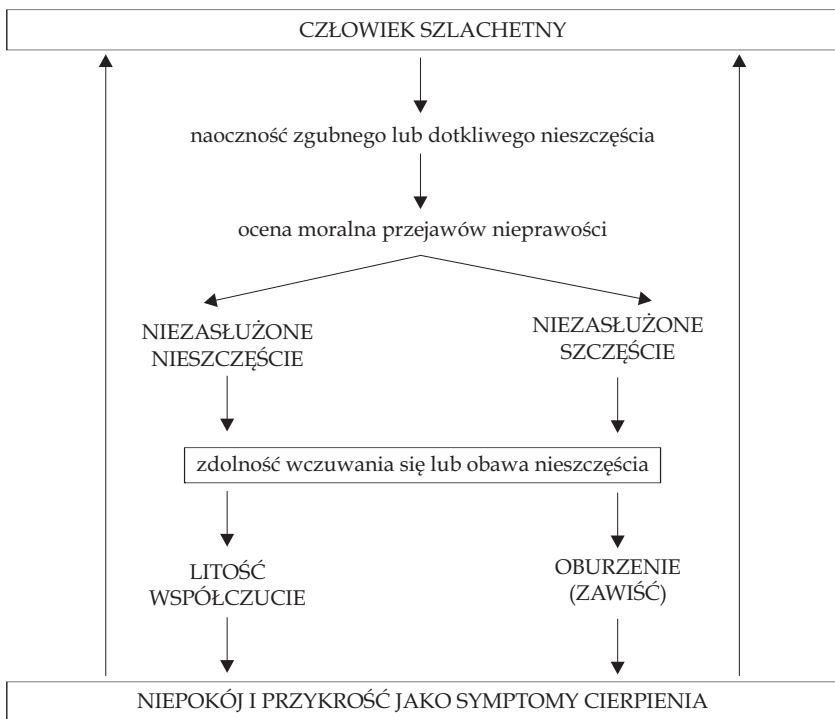 CZŁOWIEK SZLACHETNY
naoczność zgubnego lub dotkliwego nieszczęścia
ocena moralna przejawów nieprawości
NIEZASŁUŻONE
NIESZCZĘŚCIE
NIEZASŁUŻONE
SZCZĘŚCIE
zdolność wczuwania się lub obawa nieszczęścia
LITOŚĆ
WSPÓŁCZUCIE
OBURZENIE
(ZAWIŚĆ)
NIEPOKÓJ I PRZYKROŚĆ JAKO SYMPTOMY CIERPIENIA